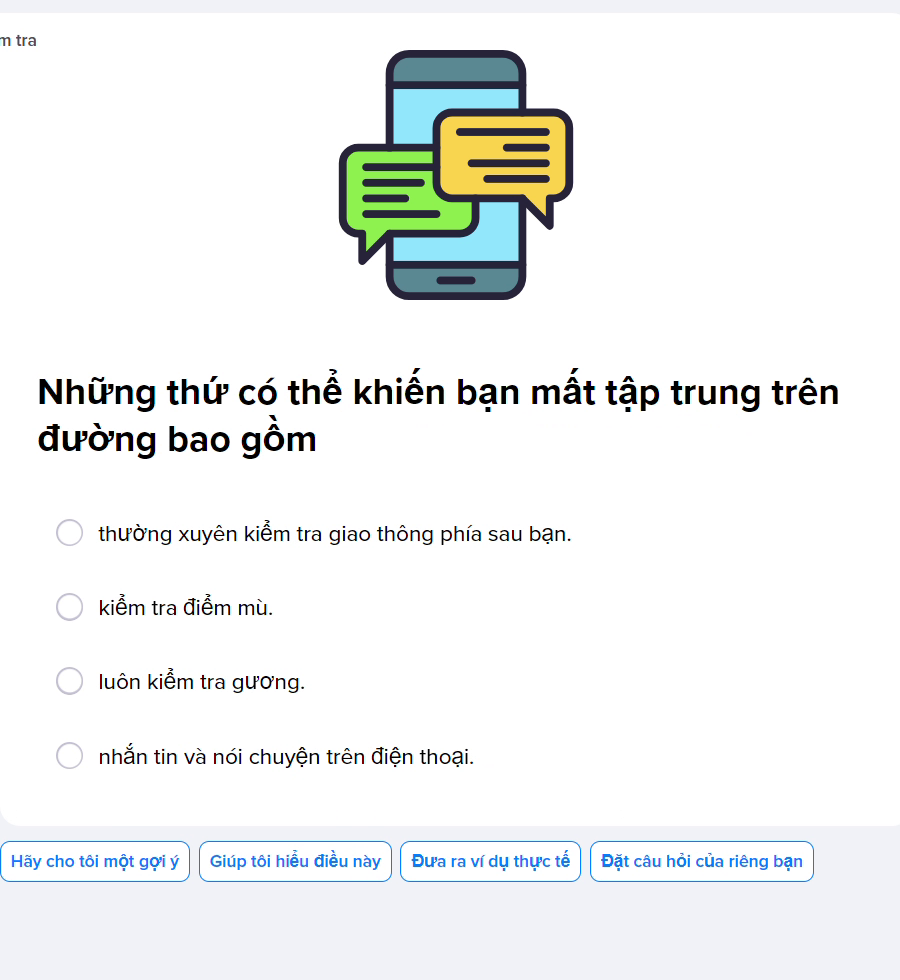 m tra
Những thứ có thể khiến bạn mất tập trung trên
đường bao gồm
thường xuyên kiểm tra giao thông phía sau bạn.
kiểm tra điểm mù.
luôn kiểm tra gương.
nhắn tin và nói chuyện trên điện thoại.
Hãy cho tôi một gợi ý
Giúp tôi hiểu điều này
Đưa ra ví dụ thực tế
Đặt câu hỏi của riêng bạn